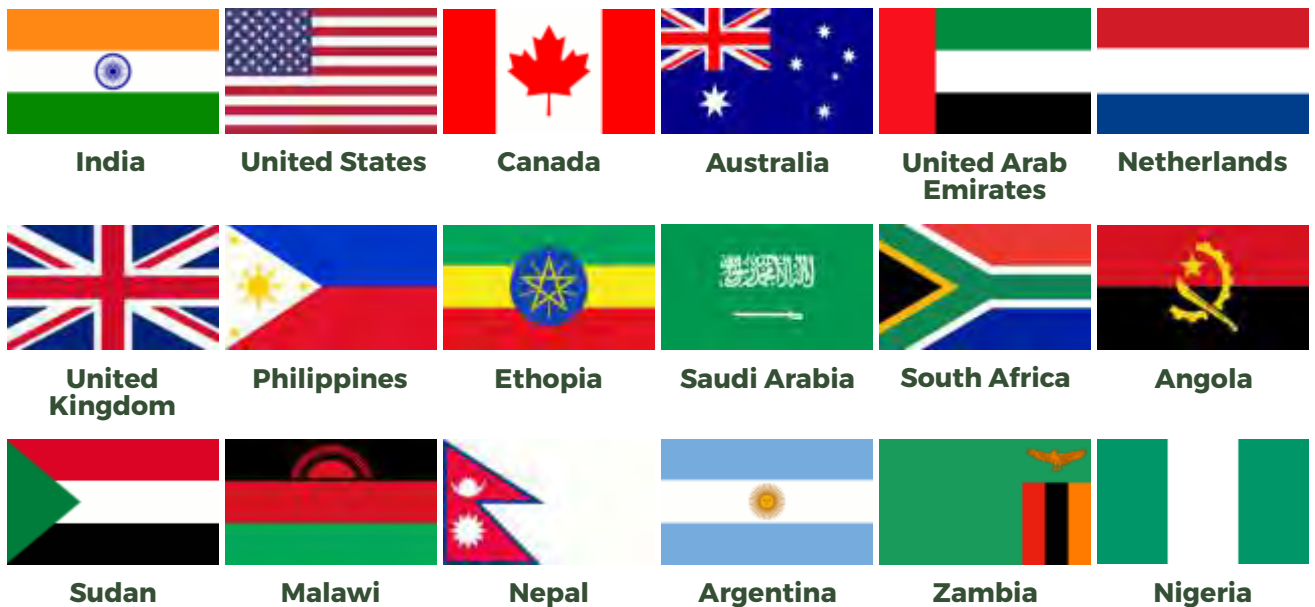 India
United States
Canada
Australia
United Arab
Emirates
Netherlands
United
Kingdom
Philippines
Ethopia
Saudi Arabia
South Africa
Angola
Sudan
Malawi
Nepal
Argentina
Zambia
Nigeria